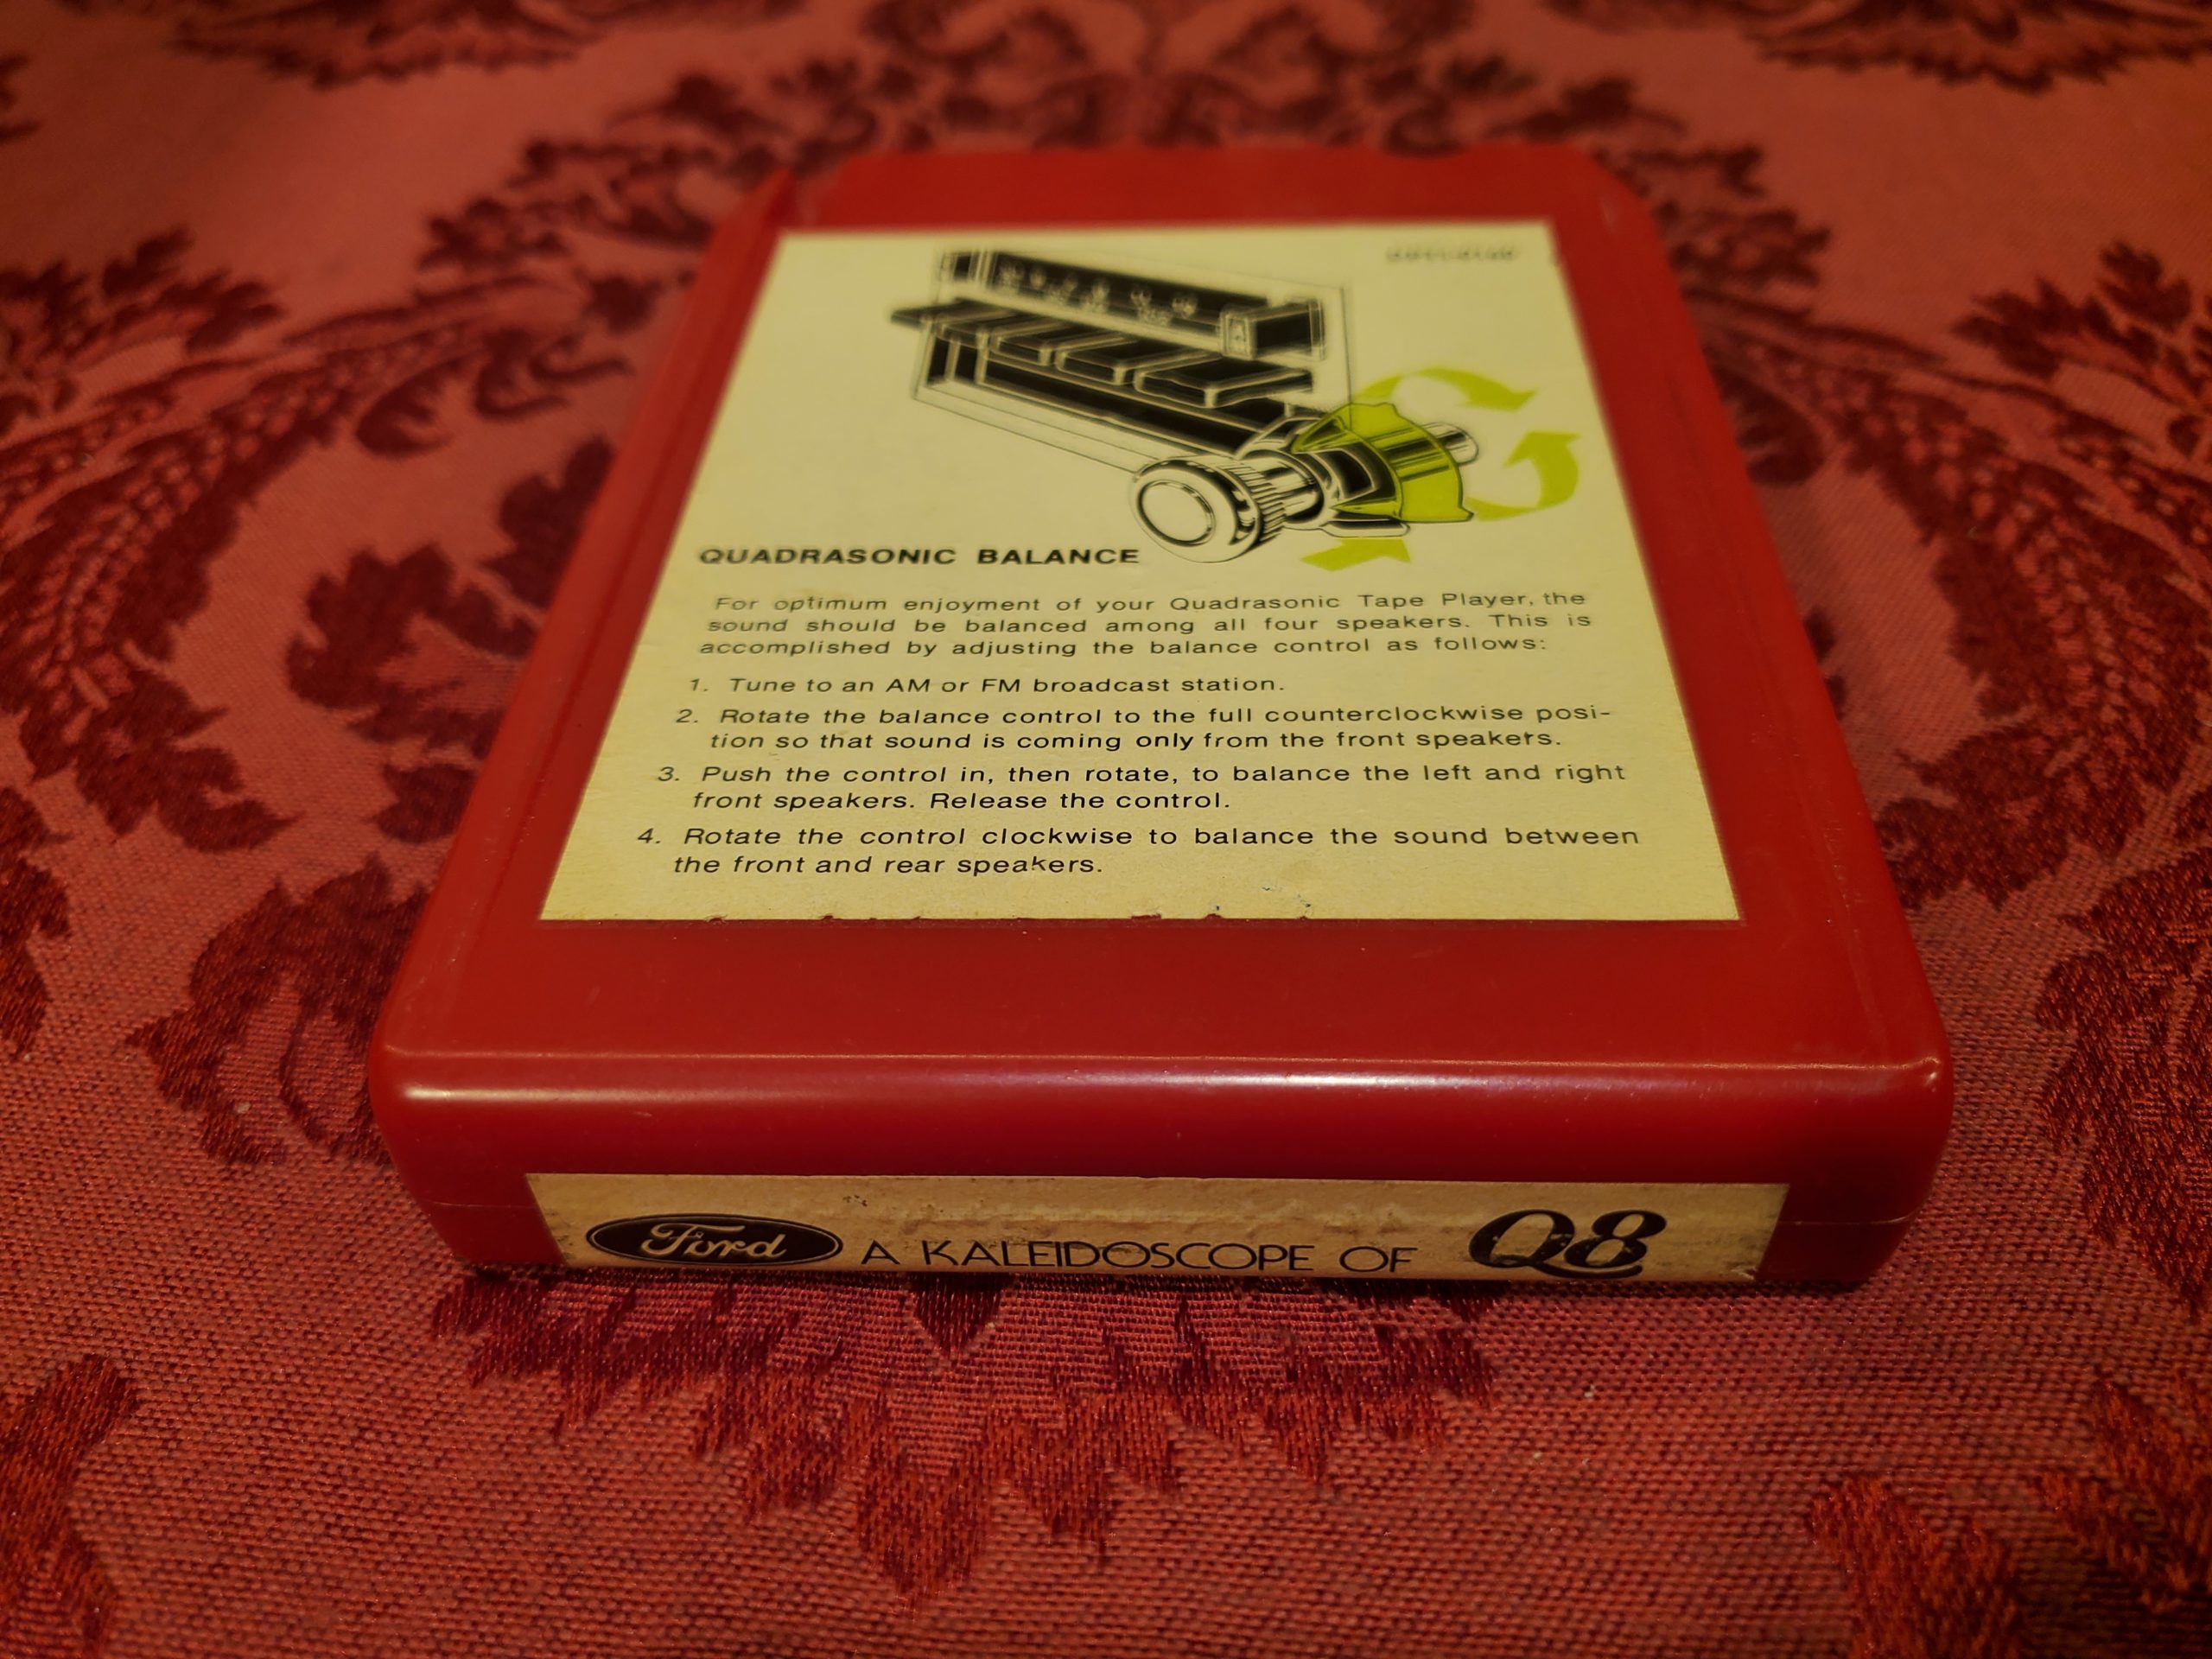 QUADRASONIC BALANCE
For optimum enjoyment of your Quadrasonic Tape Player, the
sound should be balanced among all four speakers. This is
accomplished by adjusting the balance control as follows:
1. Tune to an AM or FM broadcast station.
2. Rotate the balance control to the full counterclockwise posi-
tion so that sound is coming only from the front speakers.
3. Push the control in, then rotate, to balance the left and right
front speakers. Release the control.
4. Rotate the control clockwise to balance the sound between
the front and rear speakers.
Ford A KALEIDOSCOPE OF Q8